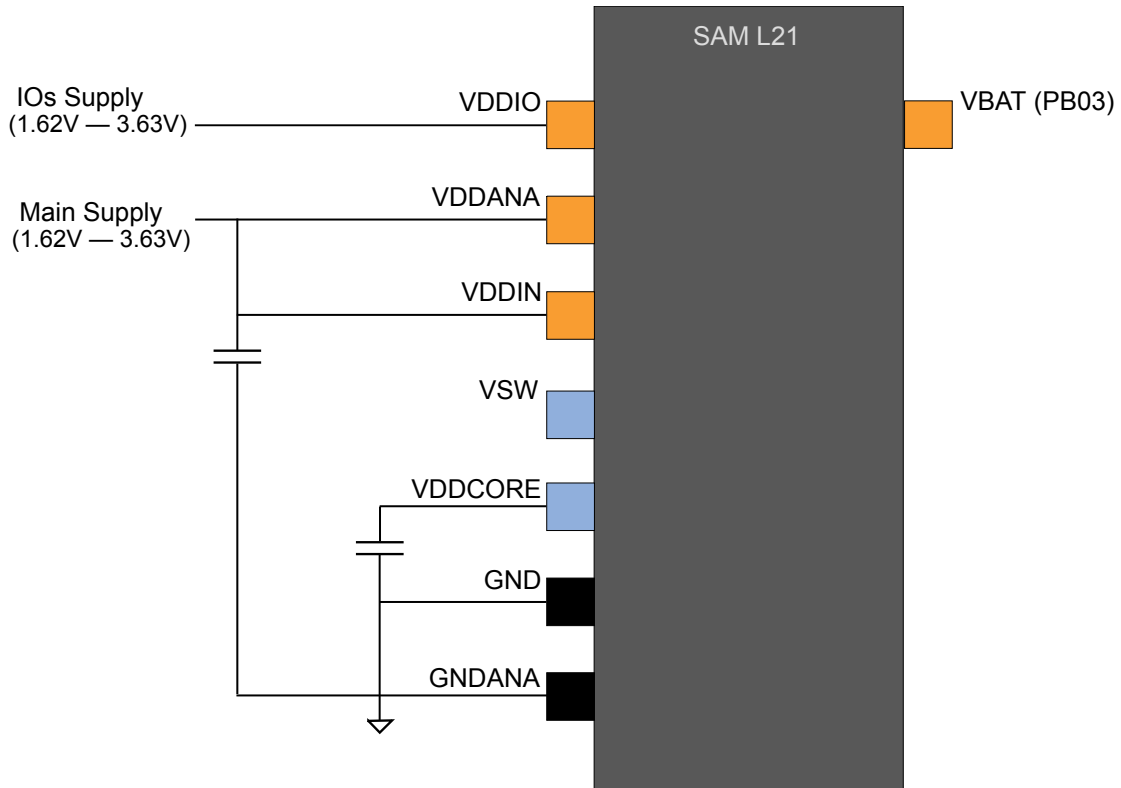 SAM L21
IOs Supply
(1.62V — 3.63V)
VDDIO
VBAT (PB03)
Main Supply
(1.62V — 3.63V)
VDDANA
VDDIN
VSW
VDDCORE
GND
GNDANA